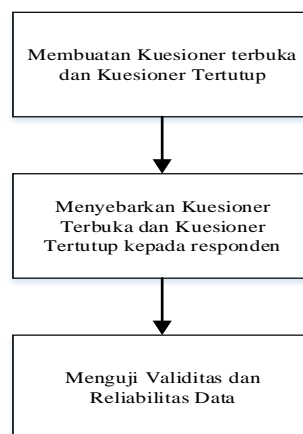 Membuatan Kuesioner terbuka
dan Kuesioner Tertutup
Menyebarkan Kuesioner
Terbuka dan Kuesioner
Tertutup kepada responden
Menguji Validitas dan
Reliabilitas Data